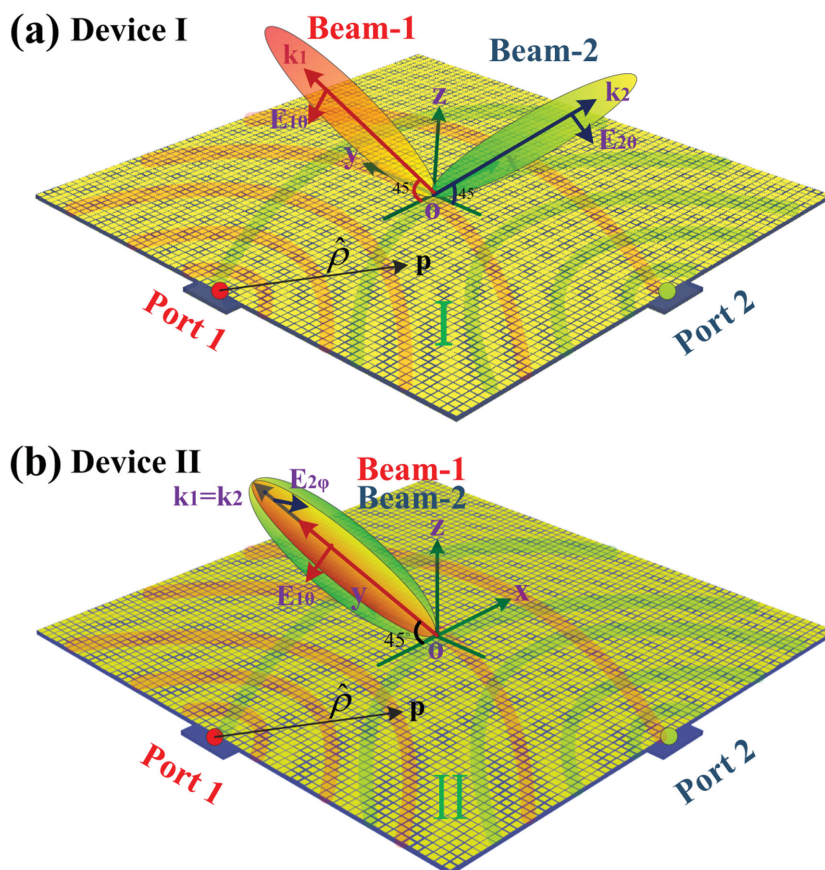 (a) Device I
Beam-1
Beam-2
k1
k2
z
E1θ
E2θ
y
45
45
o
ρ̂
p
Port 1
I
Port 2
(b) Device II
Beam-1
E2φ
k1=k2
Beam-2
z
E1θ
y
x
45°
o
ρ̂
p
Port 1
II
Port 2